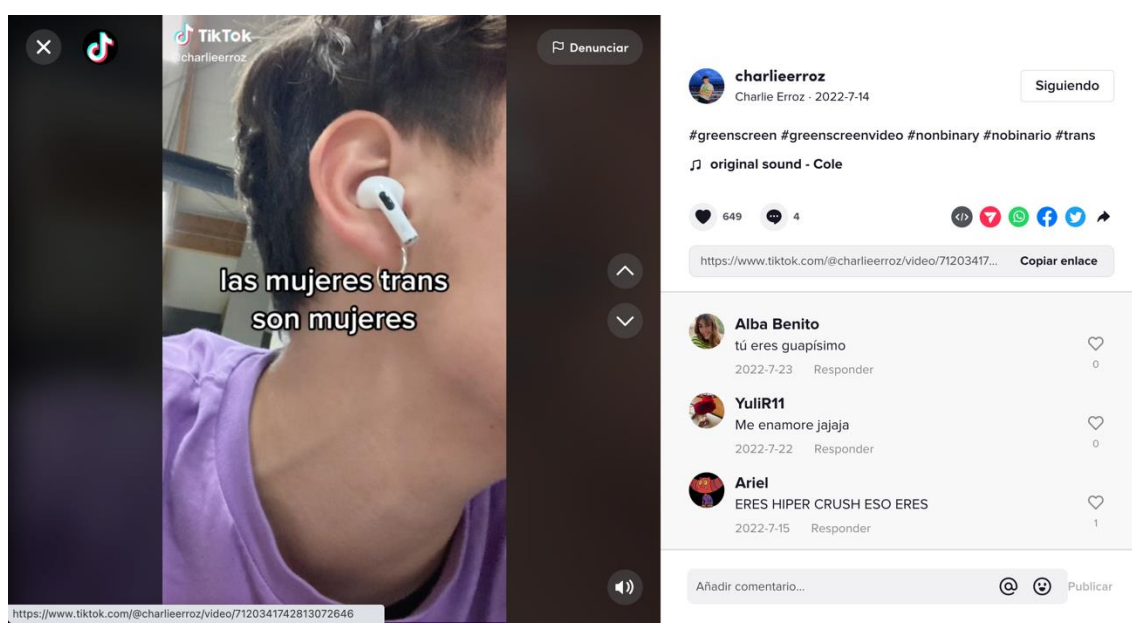 TikTok
@charlieerroz
Denunciar
las mujeres trans
son mujeres
https://www.tiktok.com/@charlieerroz/video/7120341742813072646
charlieerroz
Charlie Erroz · 2022-7-14
Siguiendo
#greenscreen #greenscreenvideo #nonbinary #nobinario #trans
original sound - Cole
649
4
https://www.tiktok.com/@charlieerroz/video/71203417...
Copiar enlace
Alba Benito
tú eres guapísimo
2022-7-23 Responder
0
YuliR11
Me enamore jajaja
2022-7-22 Responder
0
Ariel
ERES HIPER CRUSH ESO ERES
2022-7-15 Responder
1
Añadir comentario...
@
Publicar